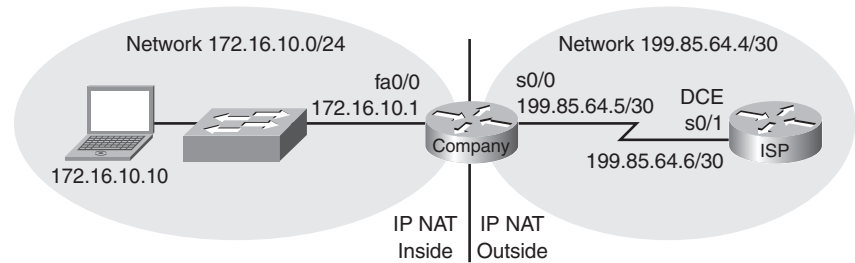 Network 172.16.10.0/24
Network 199.85.64.4/30
fa0/0
172.16.10.1
s0/0
199.85.64.5/30
DCE
s0/1
Company
ISP
172.16.10.10
199.85.64.6/30
IP NAT
Inside
IP NAT
Outside